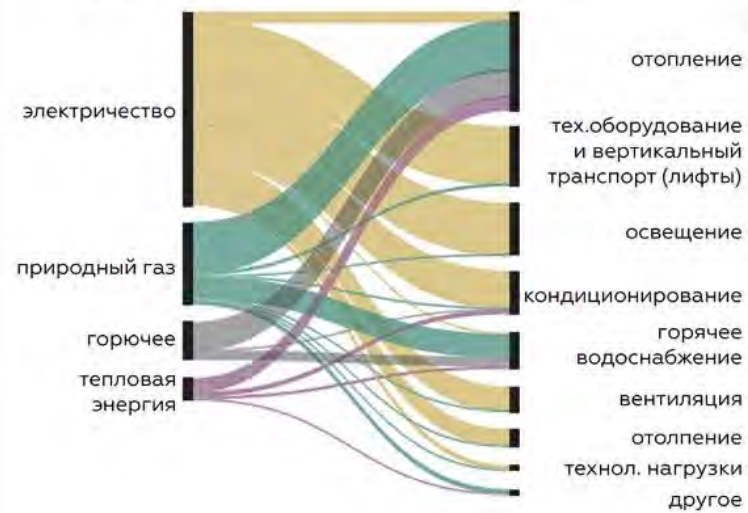 электричество
природный газ
горючее
тепловая
энергия
отопление
тех.оборудование
и вертикальный
транспорт (лифты)
освещение
кондиционирование
горячее
водоснабжение
вентиляция
отолпение
технол. нагрузки
другое